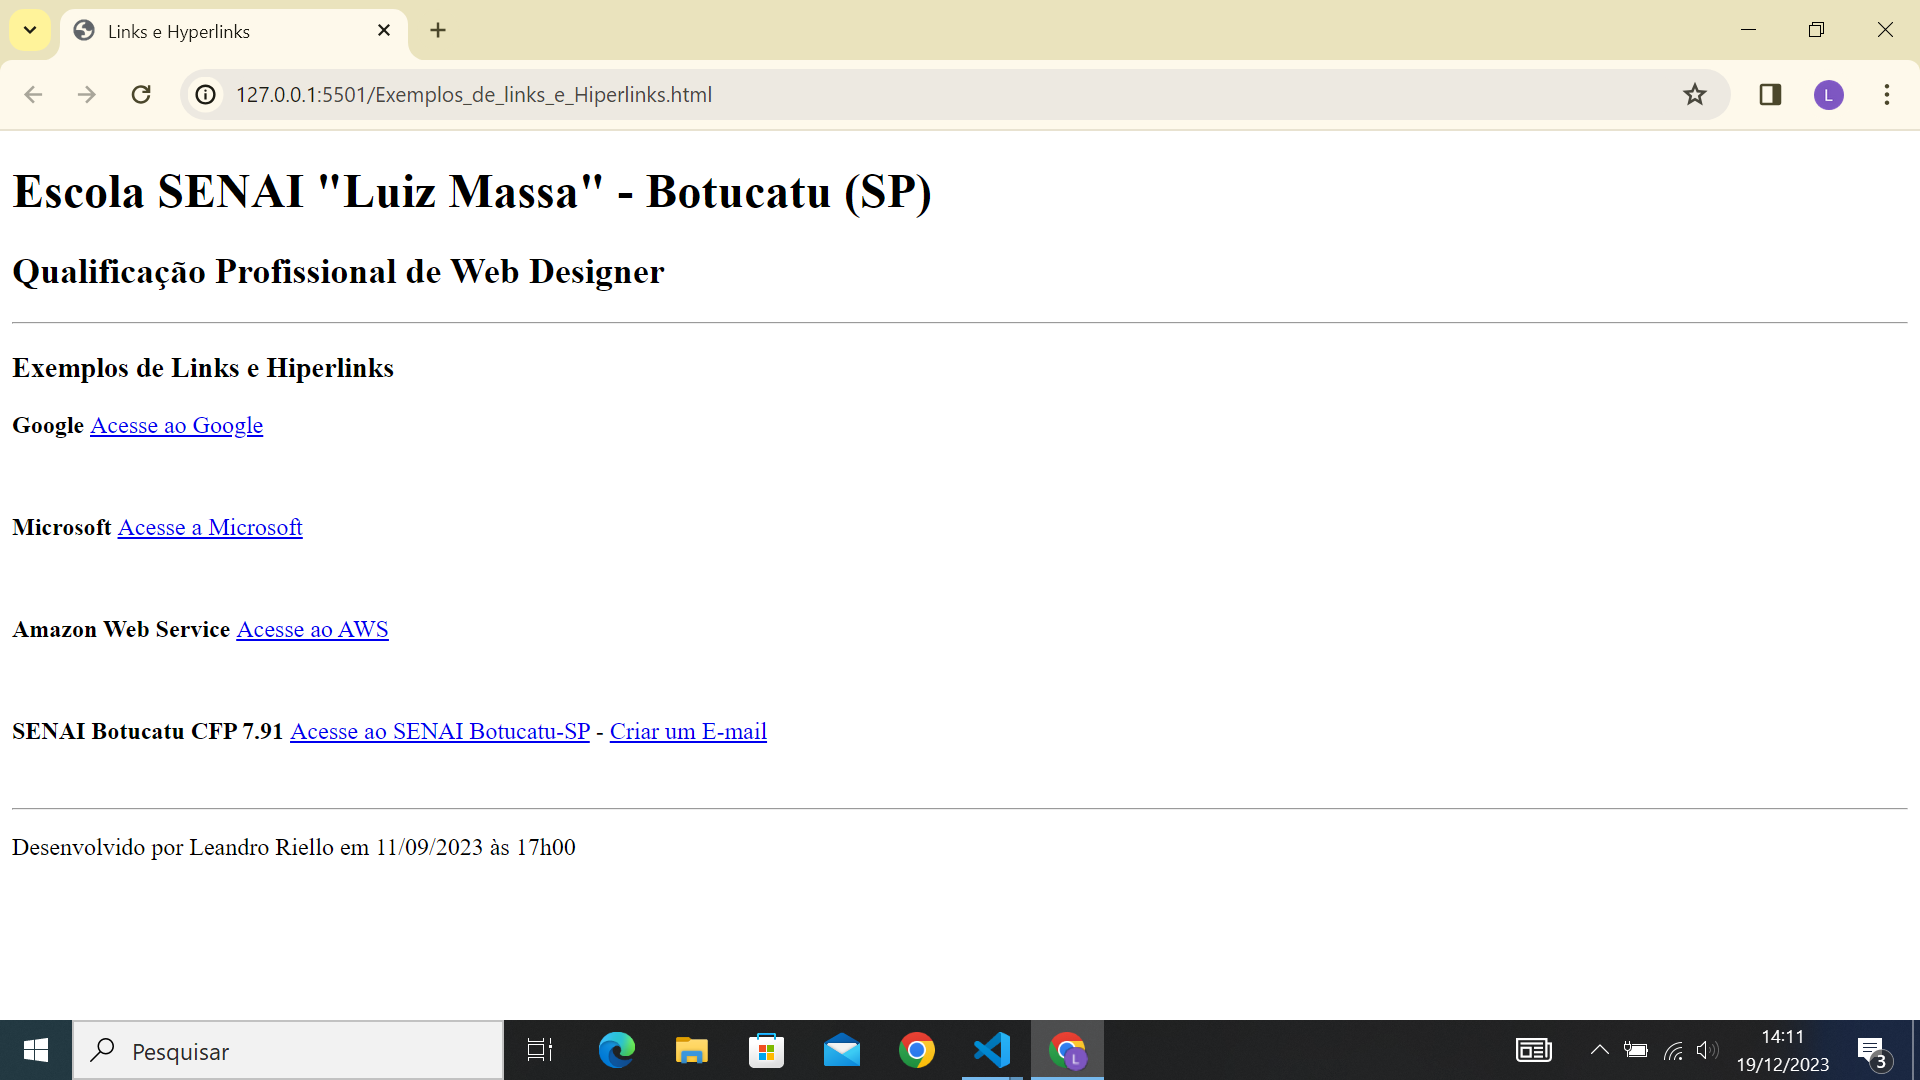 Links e Hyperlinks
127.0.0.1:5501/Exemplos_de_links_e_Hiperlinks.html
L
Escola SENAI "Luiz Massa" - Botucatu (SP)
Qualificação Profissional de Web Designer
Exemplos de Links e Hiperlinks
Google Acesse ao Google
Microsoft Acesse a Microsoft
Amazon Web Service Acesse ao AWS
SENAI Botucatu CFP 7.91 Acesse ao SENAI Botucatu-SP - Criar um E-mail
Desenvolvido por Leandro Riello em 11/09/2023 às 17h00
Pesquisar
L
14:11
19/12/2023
3